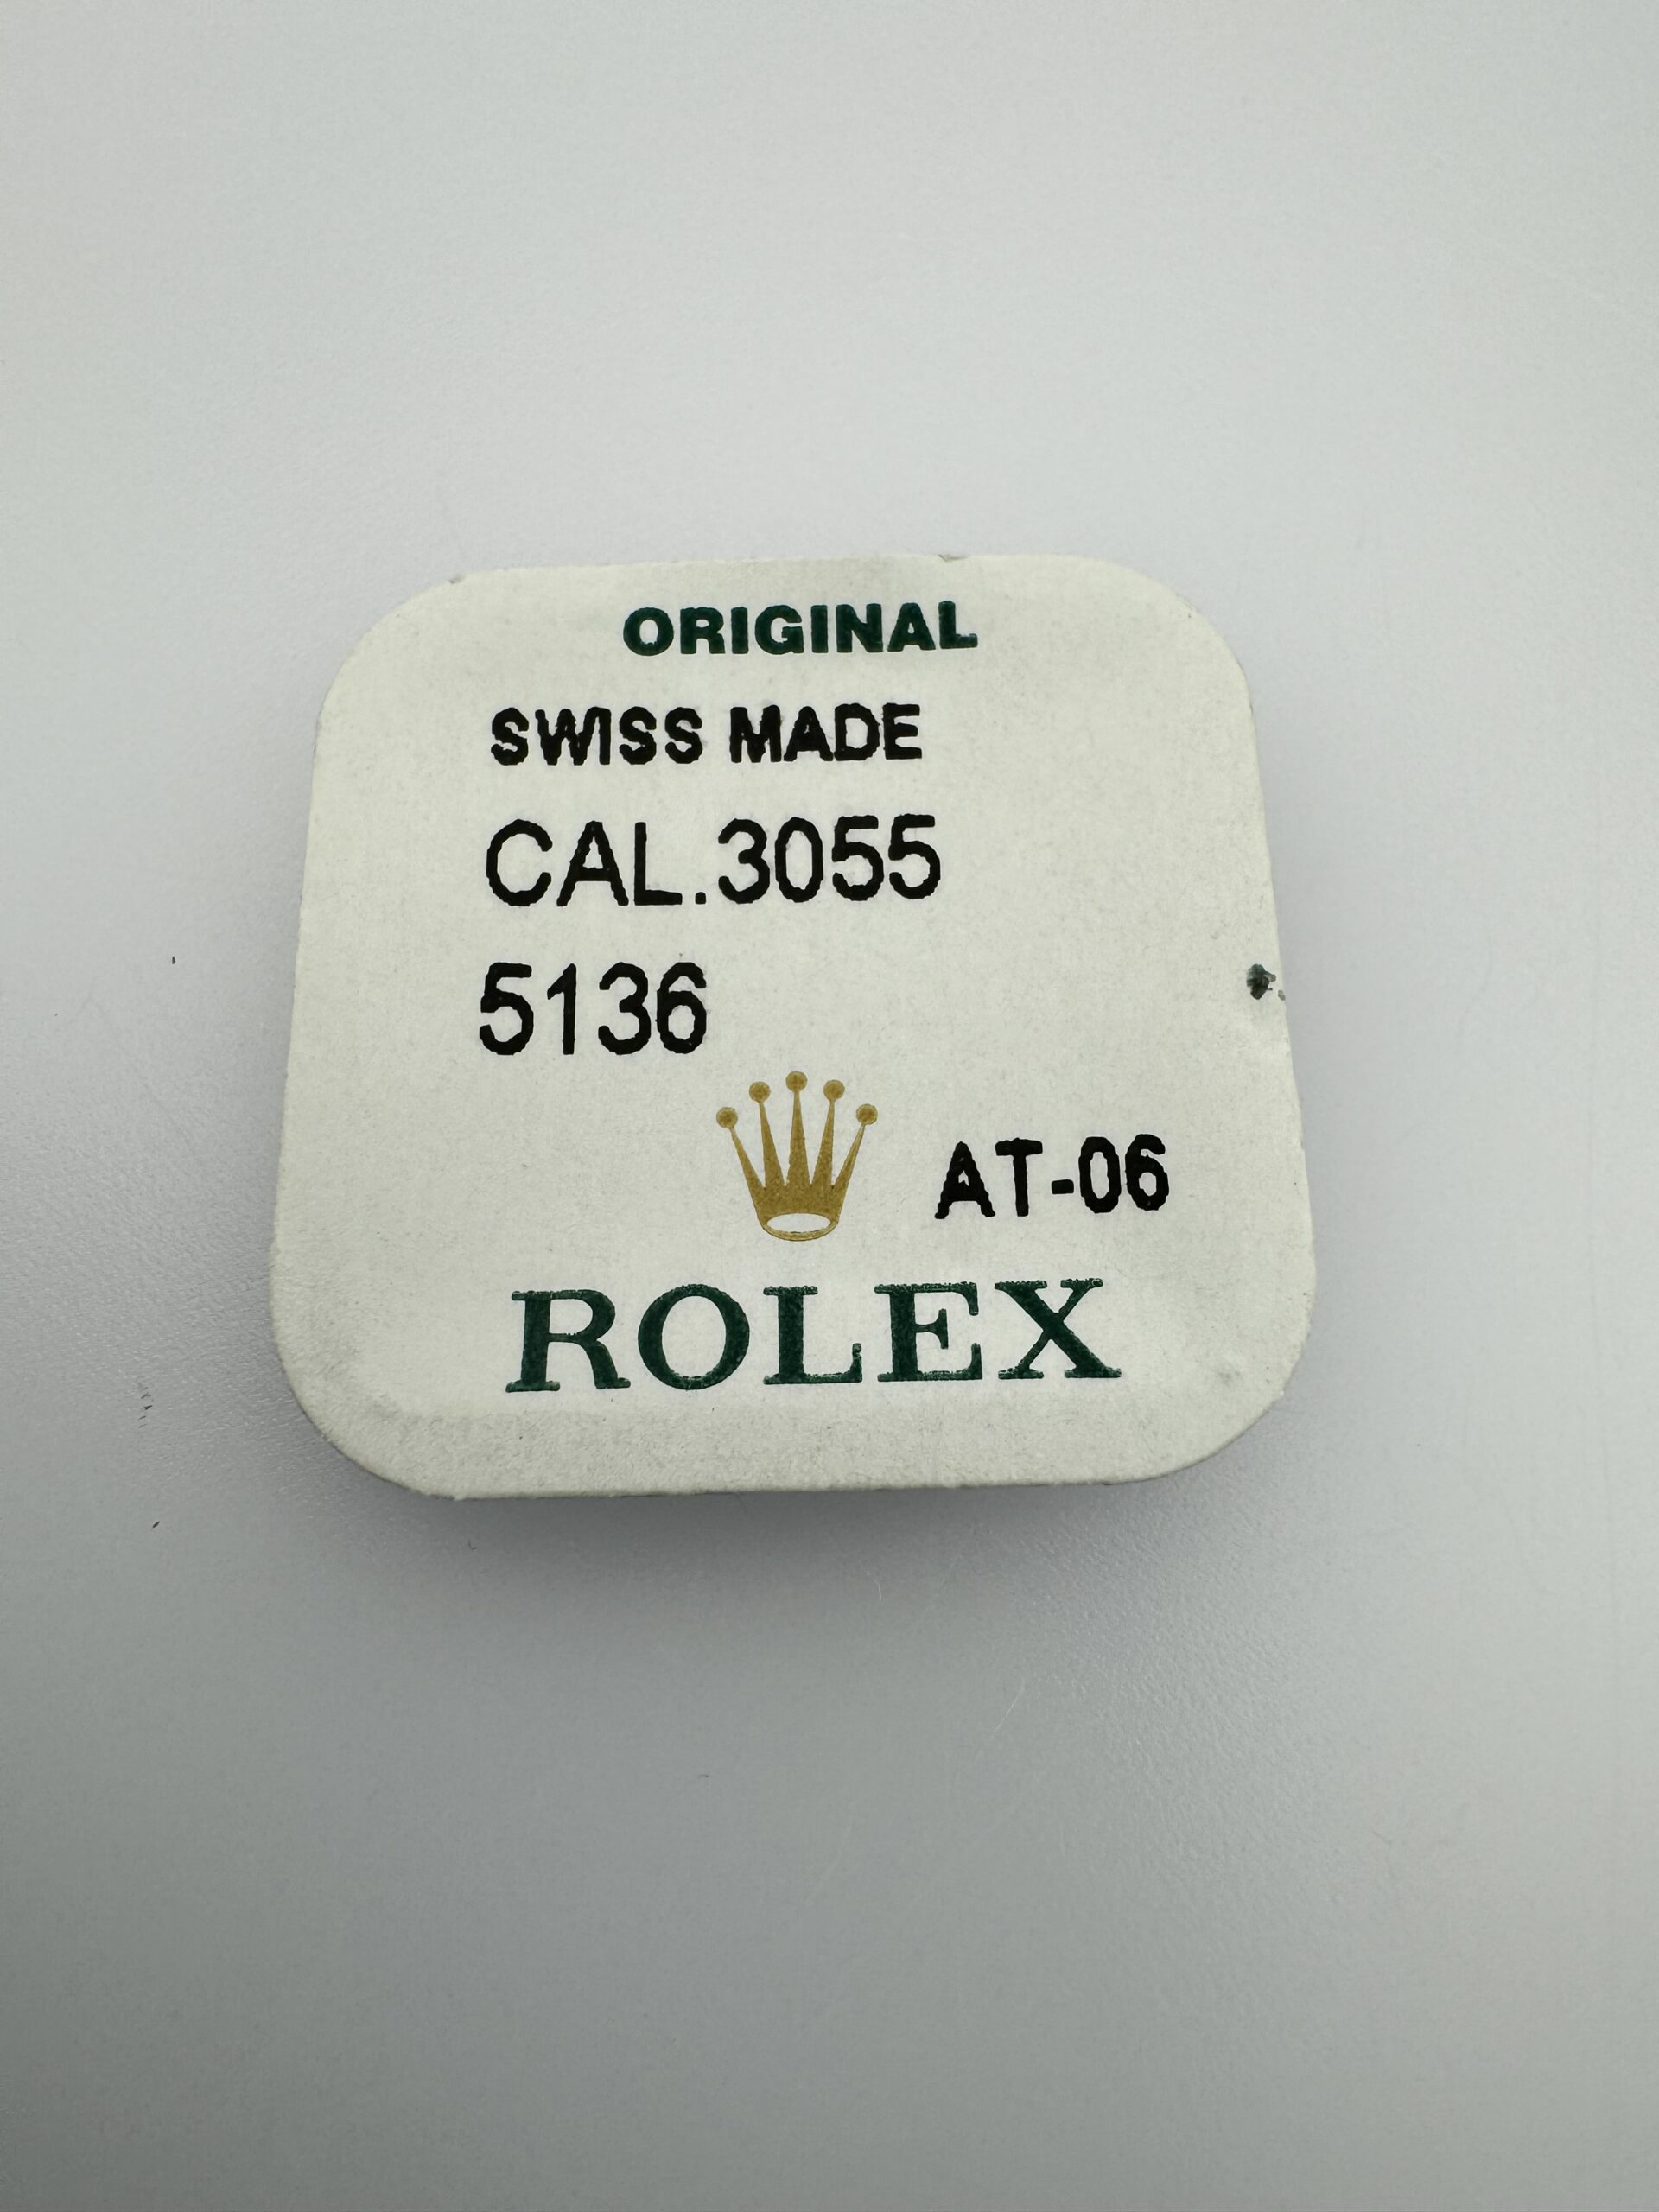 ORIGINAL
SWISS MADE
CAL.3055
5136
AT-06
ROLEX